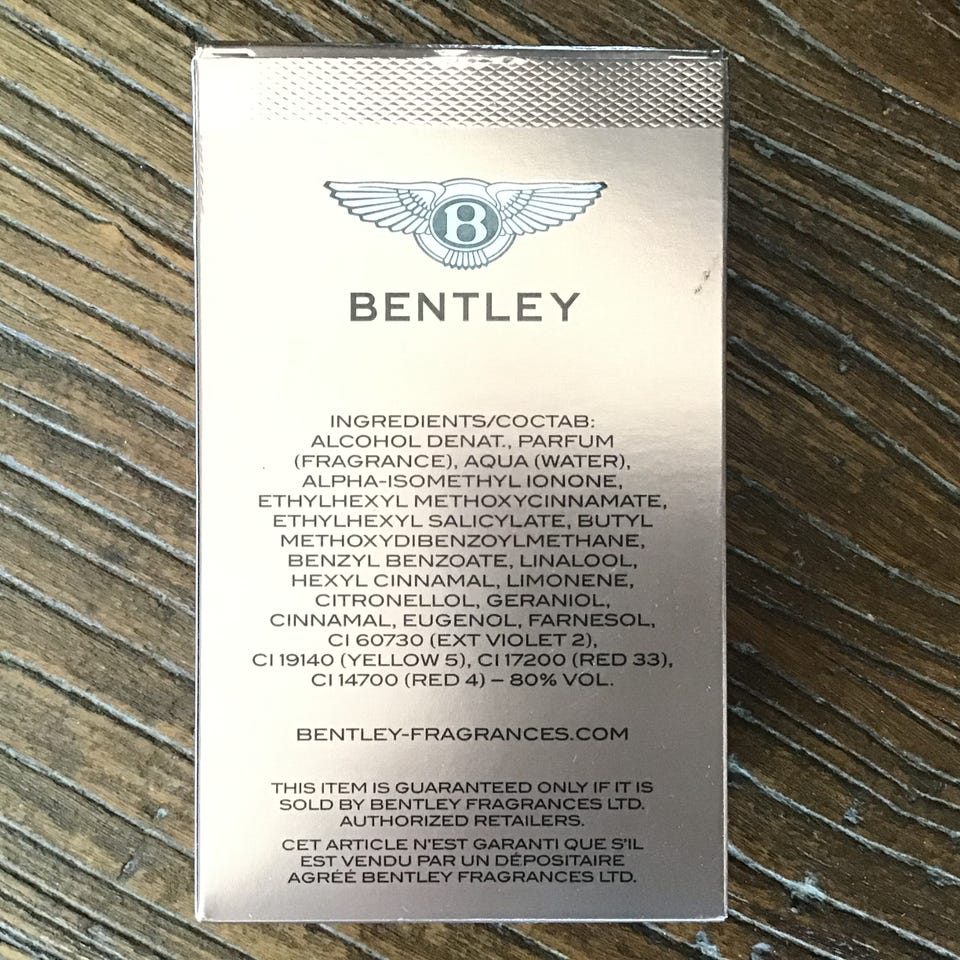 B
BENTLEY
INGREDIENTS/COCTAB:
ALCOHOL DENAT., PARFUM
(FRAGRANCE), AQUA (WATER),
ALPHA-ISOMETHYL IONONE,
ETHYLHEXYL METHOXYCINNAMATE,
ETHYLHEXYL SALICYLATE, BUTYL
METHOXYDIBENZOYLMETHANE,
BENZYL BENZOATE, LINALOOL,
HEXYL CINNAMAL, LIMONENE,
CITRONELLOL, GERANIOL,
CINNAMAL, EUGENOL, FARNESOL,
CI 60730 (EXT VIOLET 2),
CI 19140 (YELLOW 5), CI 17200 (RED 33),
CI 14700 (RED 4) – 80% VOL.
BENTLEY-FRAGRANCES.COM
THIS ITEM IS GUARANTEED ONLY IF IT IS
SOLD BY BENTLEY FRAGRANCES LTD.
AUTHORIZED RETAILERS.
CET ARTICLE N'EST GARANTI QUE S'IL
EST VENDU PAR UN DÉPOSITAIRE
AGRÉÉ BENTLEY FRAGRANCES LTD.